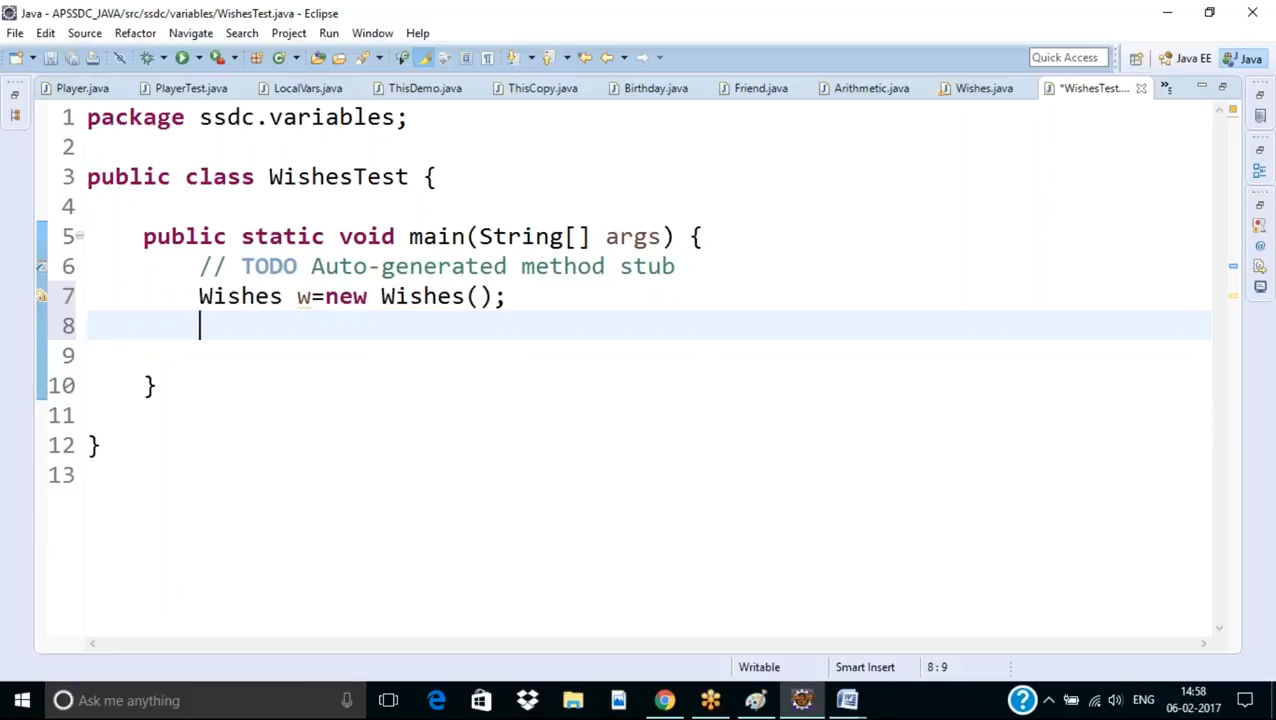 Java - APSSDC_JAVA/src/ssdc/variables/WishesTest.java - Eclipse
File Edit Source Refactor Navigate Search Project Run Window Help
Quick Access Java EE Java
Player.java PlayerTest.java LocalVars.java ThisDemo.java ThisCopy.java Birthday.java Friend.java Arithmetic.java Wishes.java *WishesTest.... »5
1 package ssdc.variables;
2
3 public class WishesTest {
4
5 public static void main(String[] args) {
6 // TODO Auto-generated method stub
7 Wishes w=new Wishes();
8
9
10 }
11
12 }
13
Writable Smart Insert 8 : 9
Ask me anything ENG 14:58
06-02-2017